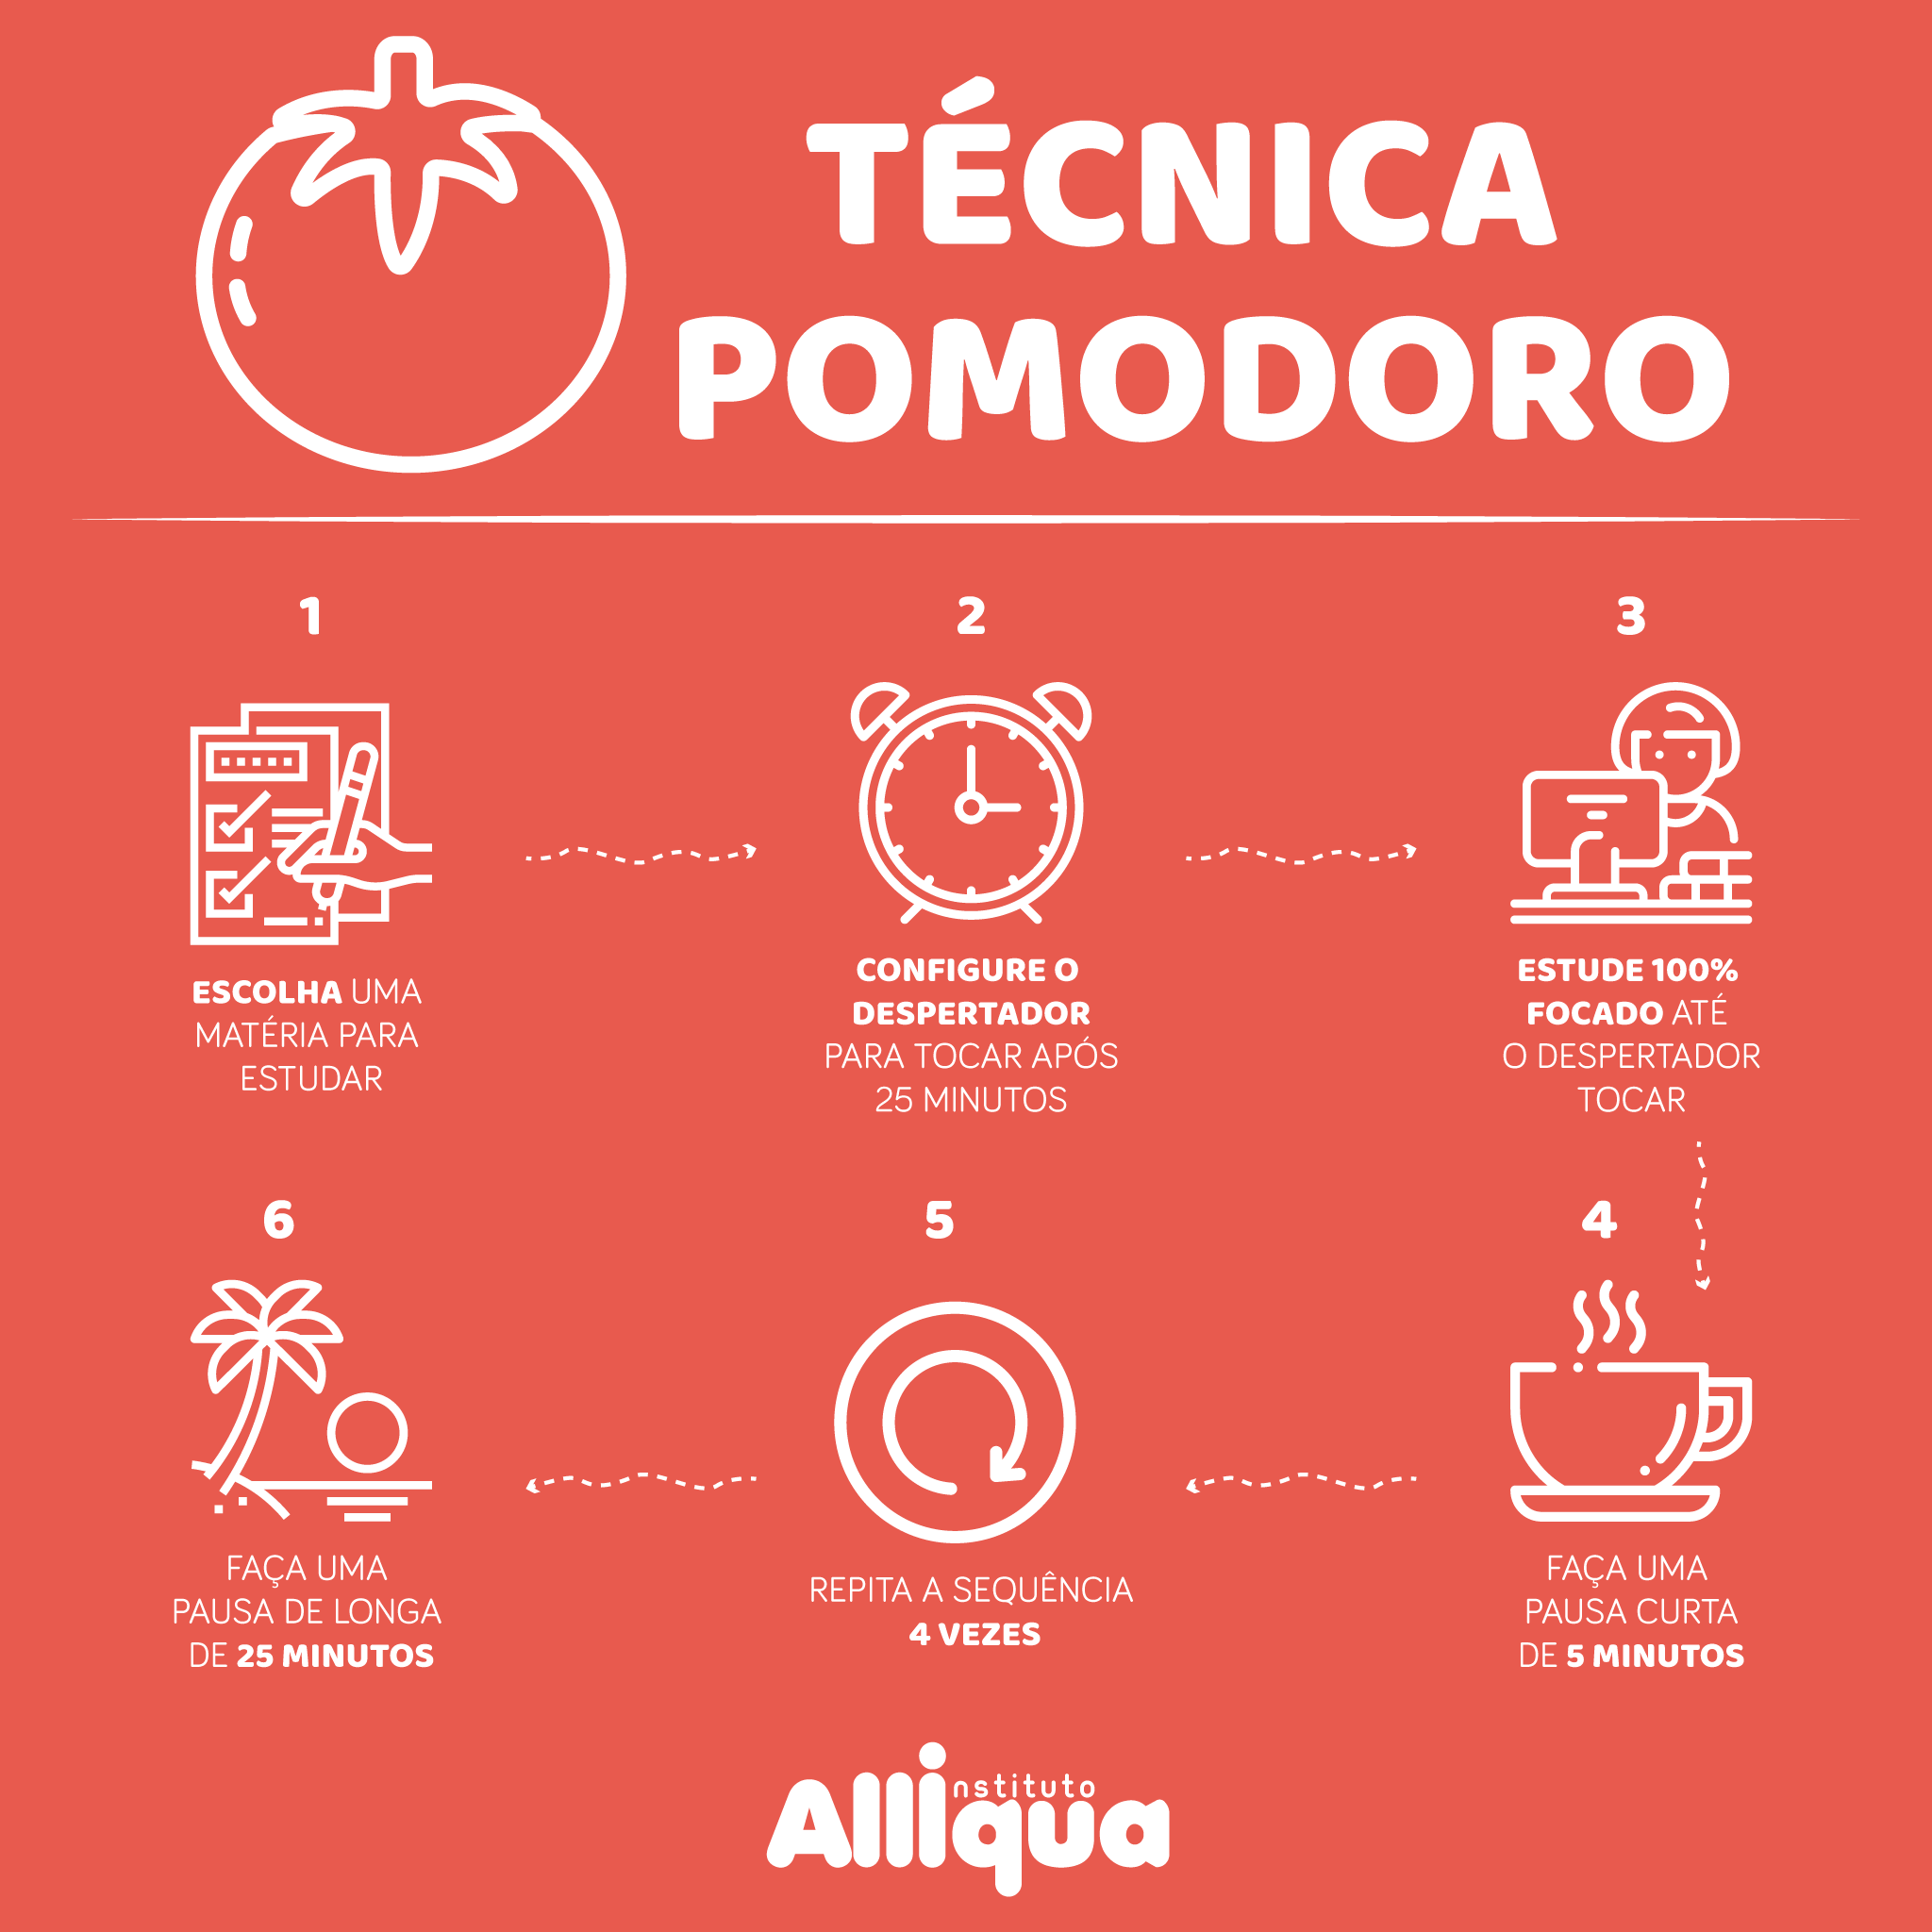 TÉCNICA
POMODORO
1
2
3
ESCOLHA UMA
MATÉRIA PARA
ESTUDAR
CONFIGURE O
DESPERTADOR
PARA TOCAR APÓS
25 MINUTOS
ESTUDE 100%
FOCADO ATÉ
O DESPERTADOR
TOCAR
6
5
4
FAÇA UMA
PAUSA DE LONGA
DE 25 MINUTOS
REPITA A SEQUÊNCIA
4 VEZES
FAÇA UMA
PAUSA CURTA
DE 5 MINUTOS
instituto
Alliqua